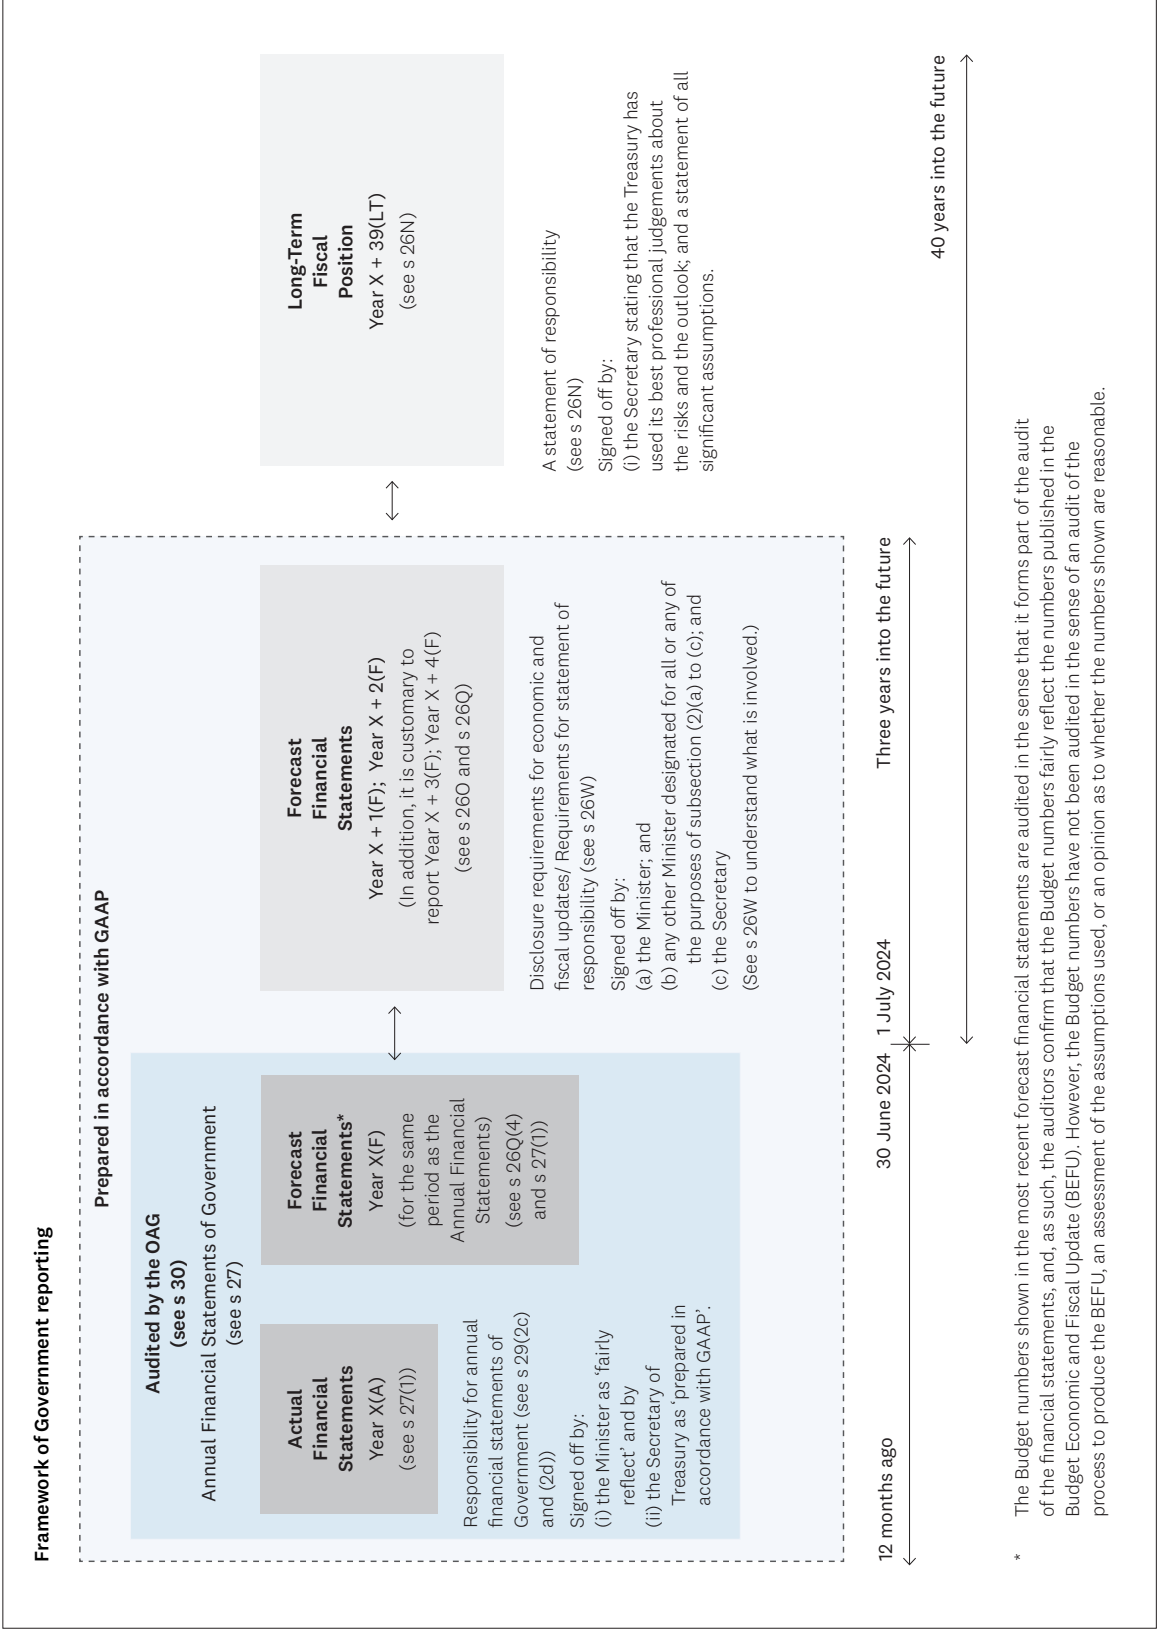 Framework of Government reporting
Prepared in accordance with GAAP
Audited by the OAG
(see s 30)
Annual Financial Statements of Government
(see s 27)
Actual
Financial
Statements
Year X(A)
(see s 27(1))
Responsibility for annual
financial statements of
Government (see s 29(2c)
and (2d))
Signed off by:
(i) the Minister as ‘fairly
reflect’ and by
(ii) the Secretary of
Treasury as ‘prepared in
accordance with GAAP’.
Forecast
Financial
Statements*
Year X(F)
(for the same
period as the
Annual Financial
Statements)
(see s 26Q(4)
and s 27(1))
Forecast
Financial
Statements
Year X + 1(F); Year X + 2(F)
(In addition, it is customary to
report Year X + 3(F); Year X + 4(F)
(see s 26O and s 26Q)
Disclosure requirements for economic and
fiscal updates/ Requirements for statement of
responsibility (see s 26W)
Signed off by:
(a) the Minister; and
(b) any other Minister designated for all or any of
the purposes of subsection (2)(a) to (c); and
(c) the Secretary
(See s 26W to understand what is involved.)
Long-Term
Fiscal
Position
Year X + 39(LT)
(see s 26N)
A statement of responsibility
(see s 26N)
Signed off by:
(i) the Secretary stating that the Treasury has
used its best professional judgements about
the risks and the outlook; and a statement of all
significant assumptions.
12 months ago
30 June 2024
1 July 2024
Three years into the future
40 years into the future
* The Budget numbers shown in the most recent forecast financial statements are audited in the sense that it forms part of the audit
of the financial statements, and, as such, the auditors confirm that the Budget numbers fairly reflect the numbers published in the
Budget Economic and Fiscal Update (BEFU). However, the Budget numbers have not been audited in the sense of an audit of the
process to produce the BEFU, an assessment of the assumptions used, or an opinion as to whether the numbers shown are reasonable.